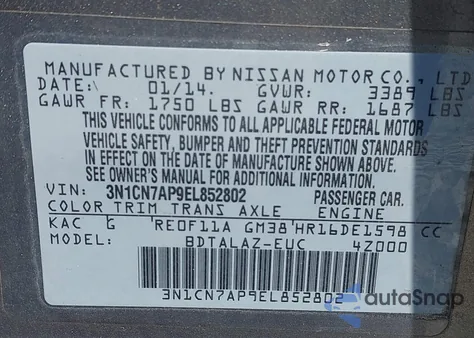 MANUFACTURED BY NISSAN MOTOR CO., LTD
DATE: 01/14. GVWR: 3389 LBS
GAWR FR: 1750 LBS GAWR RR: 1687 LBS
THIS VEHICLE CONFORMS TO ALL APPLICABLE FEDERAL MOTOR
VEHICLE SAFETY, BUMPER AND THEFT PREVENTION STANDARDS
IN EFFECT ON THE DATE OF MANUFACTURE SHOWN ABOVE.
SEE OWNER'S MANUAL FOR ADDITIONAL INFORMATION.
VIN: 3N1CN7AP9EL852802 PASSENGER CAR.
COLOR TRIM TRANS AXLE ENGINE
KAC G RE0F11A GM38 HR16DE1598 CC
MODEL: BDTALAZ-EUC 4Z000
3N1CN7AP9EL852802
autaSnap